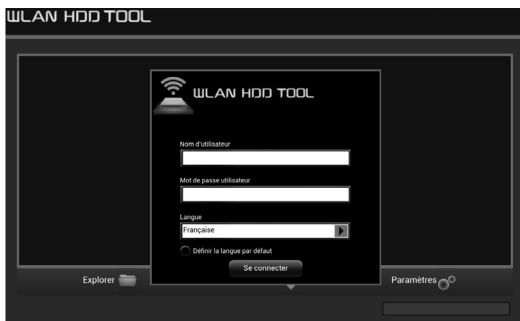 WLAN HDD TOOL
WLAN HDD TOOL
Nom d'utilisateur
Mot de passe utilisateur
Langue
Française
Définir la langue par défaut
Se connecter
Explorer
Paramètres